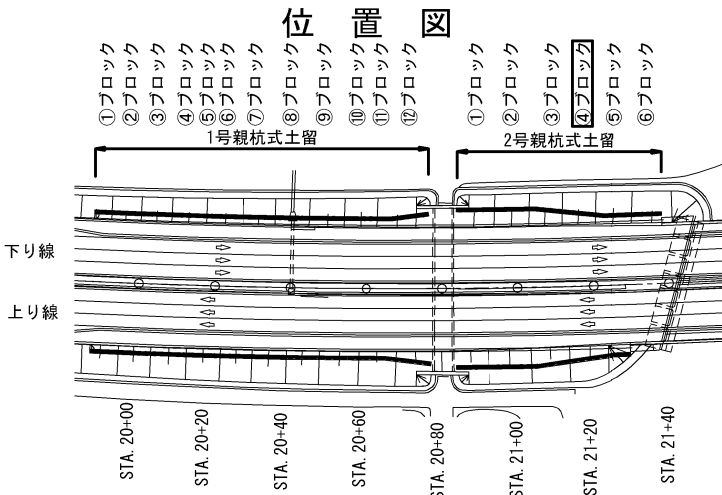 位置図
①ブロック
②ブロック
③ブロック
④ブロック
⑤ブロック
⑥ブロック
⑦ブロック
⑧ブロック
⑨ブロック
⑩ブロック
⑪ブロック
⑫ブロック
①ブロック
②ブロック
③ブロック
④ブロック
⑤ブロック
⑥ブロック
1号親杭式土留
2号親杭式土留
下り線
上り線
STA. 20+00
STA. 20+20
STA. 20+40
STA. 20+60
STA. 20+80
STA. 21+00
STA. 21+20
STA. 21+40